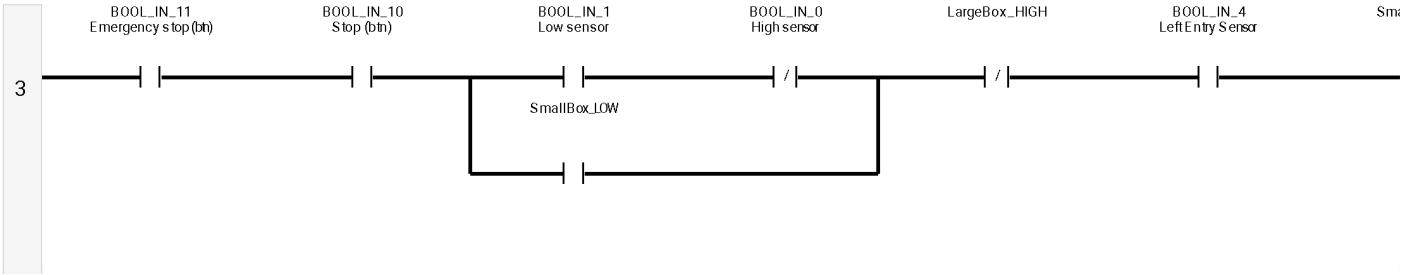 BOOL_IN_11
Emergency stop (btn)
BOOL_IN_10
Stop (btn)
BOOL_IN_1
Low sensor
BOOL_IN_0
High sensor
LargeBox_HIGH
BOOL_IN_4
Left Entry Sensor
3
/
/
SmallBox_LOW